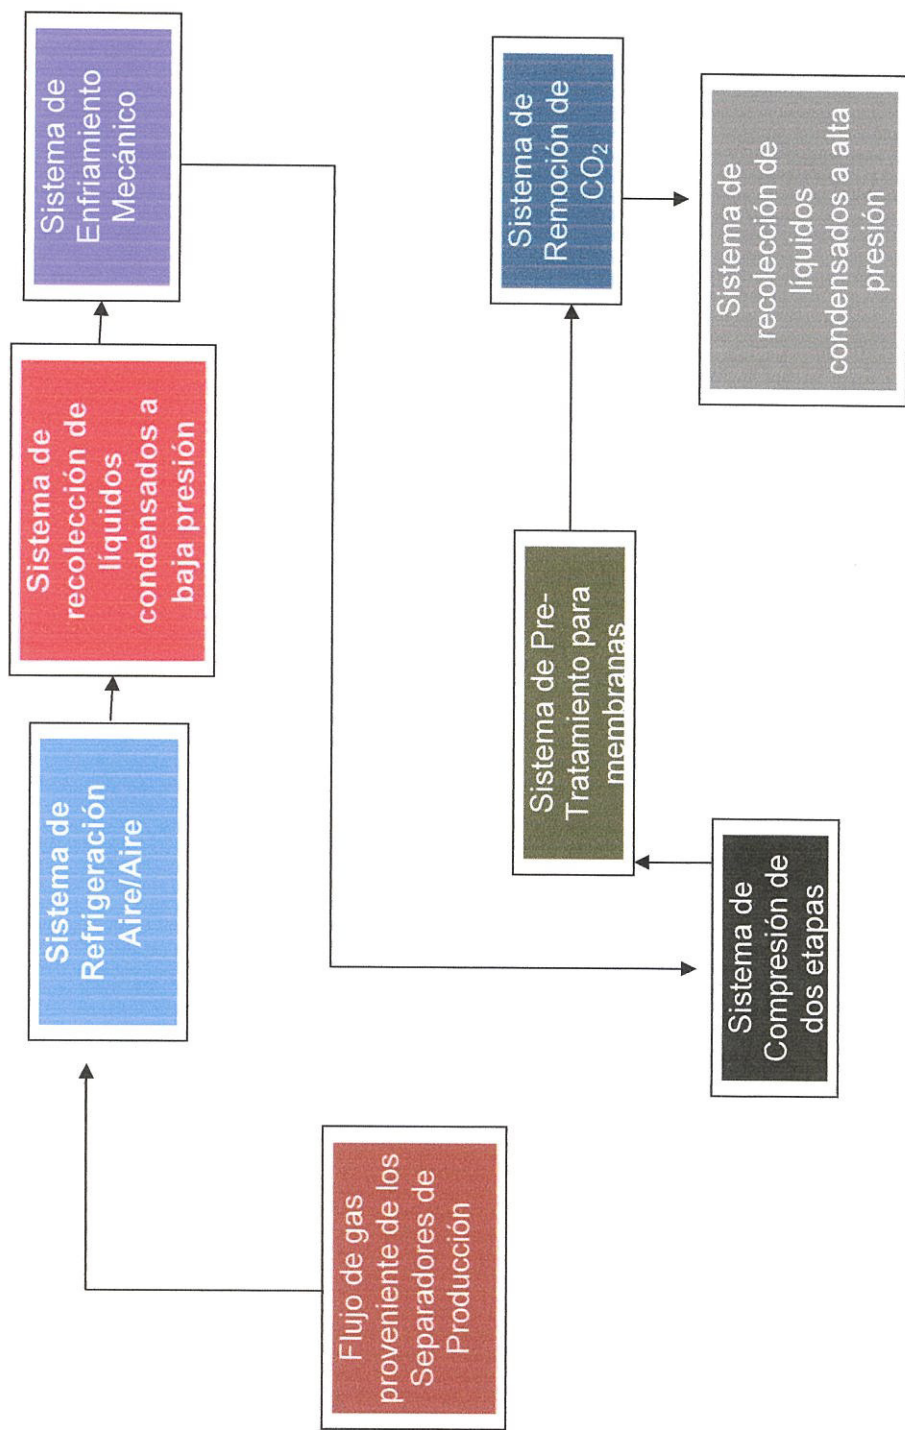 Flujo de gas
proveniente de los
Separadores de
Producción
Sistema de
Refrigeración
Aire/Aire
Sistema de
recolección de
líquidos
condensados a
baja presión
Sistema de
Enfriamiento
Mecánico
Sistema de
Compresión de
dos etapas
Sistema de Pre-
Tratamiento para
membranas
Sistema de
Remoción de
CO₂
Sistema de
recolección de
líquidos
condensados a alta
presión